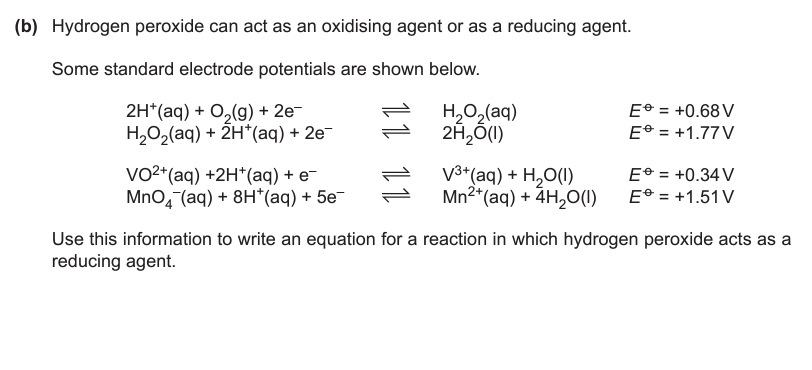 (b) Hydrogen peroxide can act as an oxidising agent or as a reducing agent.
Some standard electrode potentials are shown below.
2H⁺(aq) + O₂(g) + 2e⁻ ⇌ H₂O₂(aq) E⦵ = +0.68 V
H₂O₂(aq) + 2H⁺(aq) + 2e⁻ ⇌ 2H₂O(l) E⦵ = +1.77 V
VO²⁺(aq) +2H⁺(aq) + e⁻ ⇌ V³⁺(aq) + H₂O(l) E⦵ = +0.34 V
MnO₄⁻(aq) + 8H⁺(aq) + 5e⁻ ⇌ Mn²⁺(aq) + 4H₂O(l) E⦵ = +1.51 V
Use this information to write an equation for a reaction in which hydrogen peroxide acts as a
reducing agent.